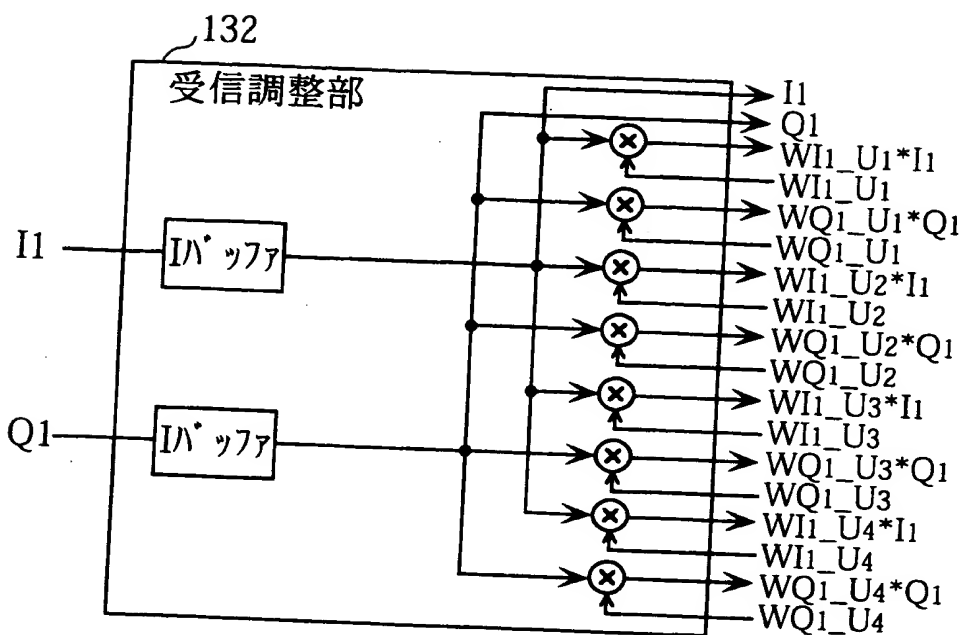 132
受信調整部
I1
Q1
WI1_U1*I1
WI1_U1
WQ1_U1*Q1
I1
Iバッファ
WQ1_U1
WI1_U2*I1
WI1_U2
WQ1_U2*Q1
WQ1_U2
WI1_U3*I1
Q1
Iバッファ
WI1_U3
WQ1_U3*Q1
WQ1_U3
WI1_U4*I1
WI1_U4
WQ1_U4*Q1
WQ1_U4